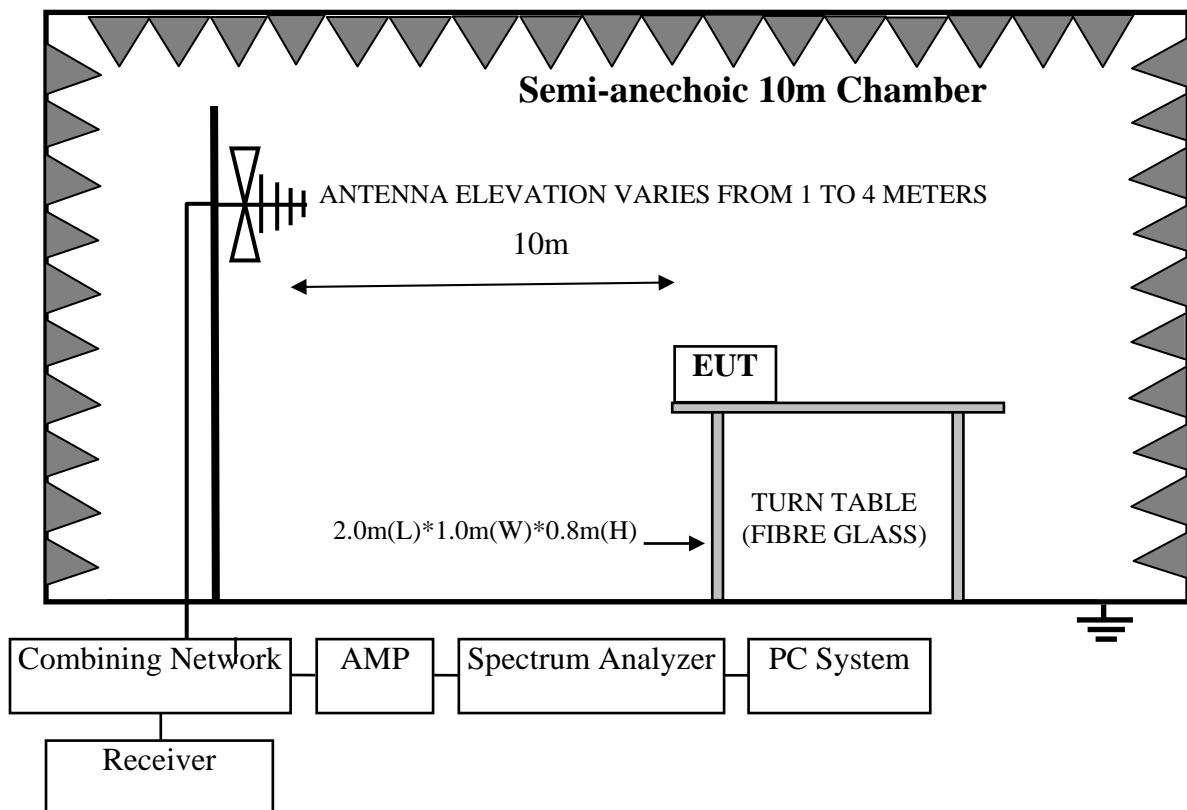 Semi-anechoic 10m Chamber
ANTENNA ELEVATION VARIES FROM 1 TO 4 METERS
10m
EUT
TURN TABLE
(FIBRE GLASS)
2.0m(L)*1.0m(W)*0.8m(H)
Combining Network
AMP
Spectrum Analyzer
PC System
Receiver